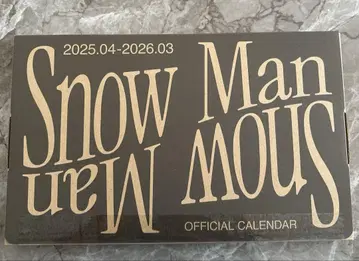 2025.04-2026.03
Snow Man
Snow Man
OFFICIAL CALENDAR